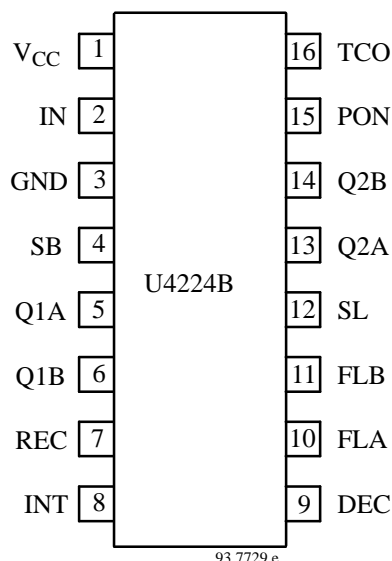 VCC 1 16 TCO
IN 2 15 PON
GND 3 14 Q2B
SB 4 13 Q2A
U4224B
Q1A 5 12 SL
Q1B 6 11 FLB
REC 7 10 FLA
INT 8 9 DEC
93 7729 e